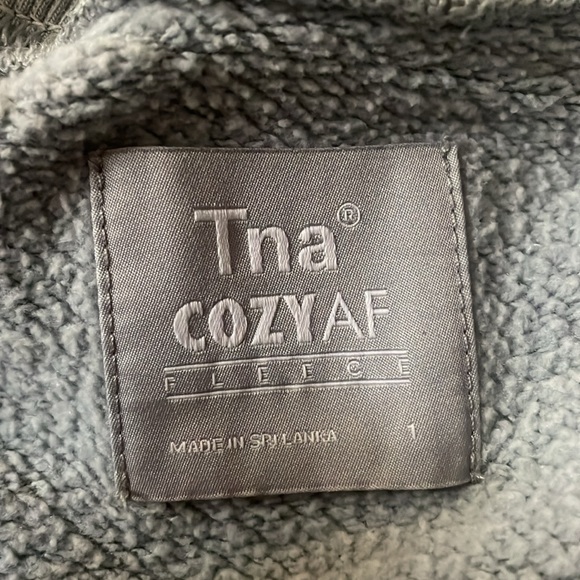 Tna®
COZYAF
FLEECE
MADE IN SRI LANKA 1